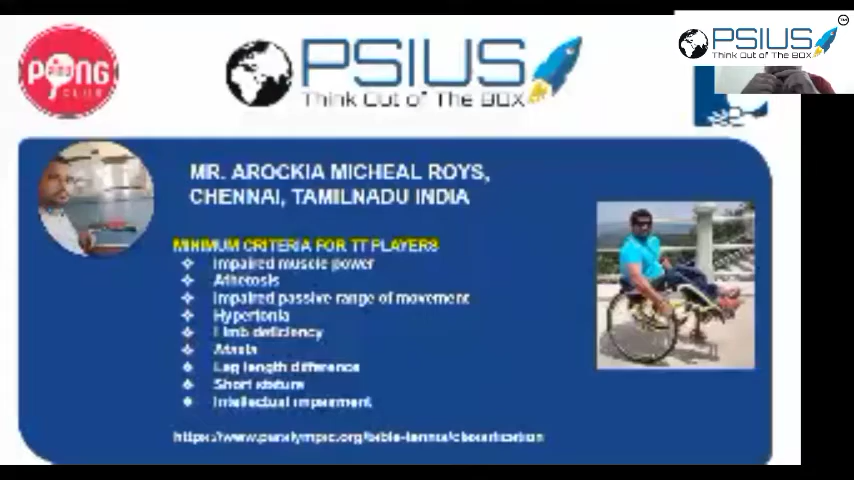 PONG
CLUB
PSIUS
Think Out of The BOX
PSIUS
Think Out of The BOX
MR. AROCKIA MICHEAL ROYS,
CHENNAI, TAMILNADU INDIA
MINIMUM CRITERIA FOR TT PLAYERS
Impaired muscle power
Athetosis
Impaired passive range of movement
Hypertonia
Limb deficiency
Ataxia
Leg length difference
Short stature
Intellectual impairment
https://www.paralympic.org/table-tennis/classification